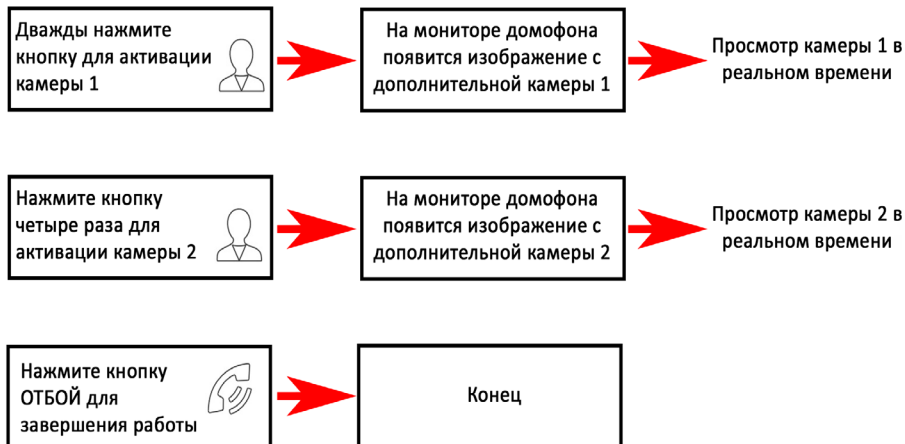 Дважды нажмите
кнопку для активации
камеры 1
На мониторе домофона
появится изображение с
дополнительной камеры 1
Просмотр камеры 1 в
реальном времени
Нажмите кнопку
четыре раза для
активации камеры 2
На мониторе домофона
появится изображение с
дополнительной камеры 2
Просмотр камеры 2 в
реальном времени
Нажмите кнопку
ОТБОЙ для
завершения работы
Конец